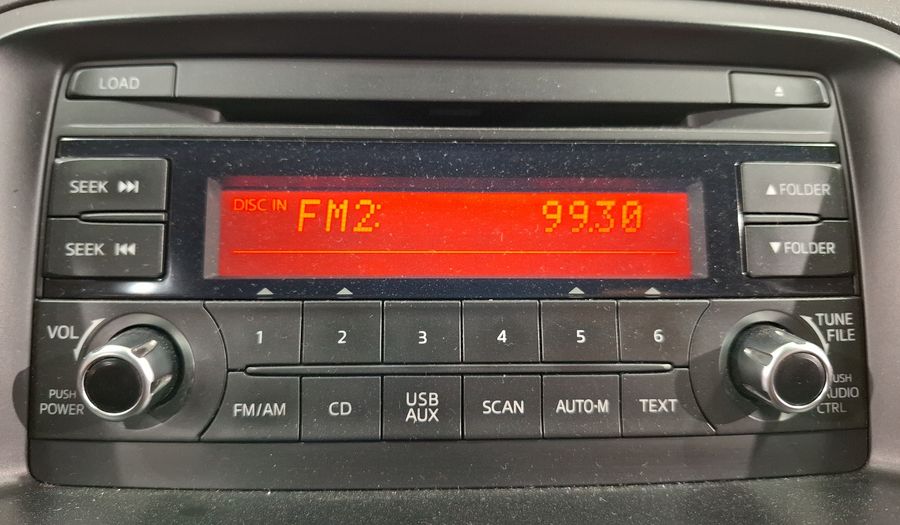 LOAD
SEEK
SEEK
DISC IN FM2: 99.30
FOLDER
FOLDER
VOL
PUSH
POWER
1 2 3 4 5 6
FM/AM CD USB AUX SCAN AUTO-M TEXT
TUNE
FILE
PUSH
AUDIO
CTRL